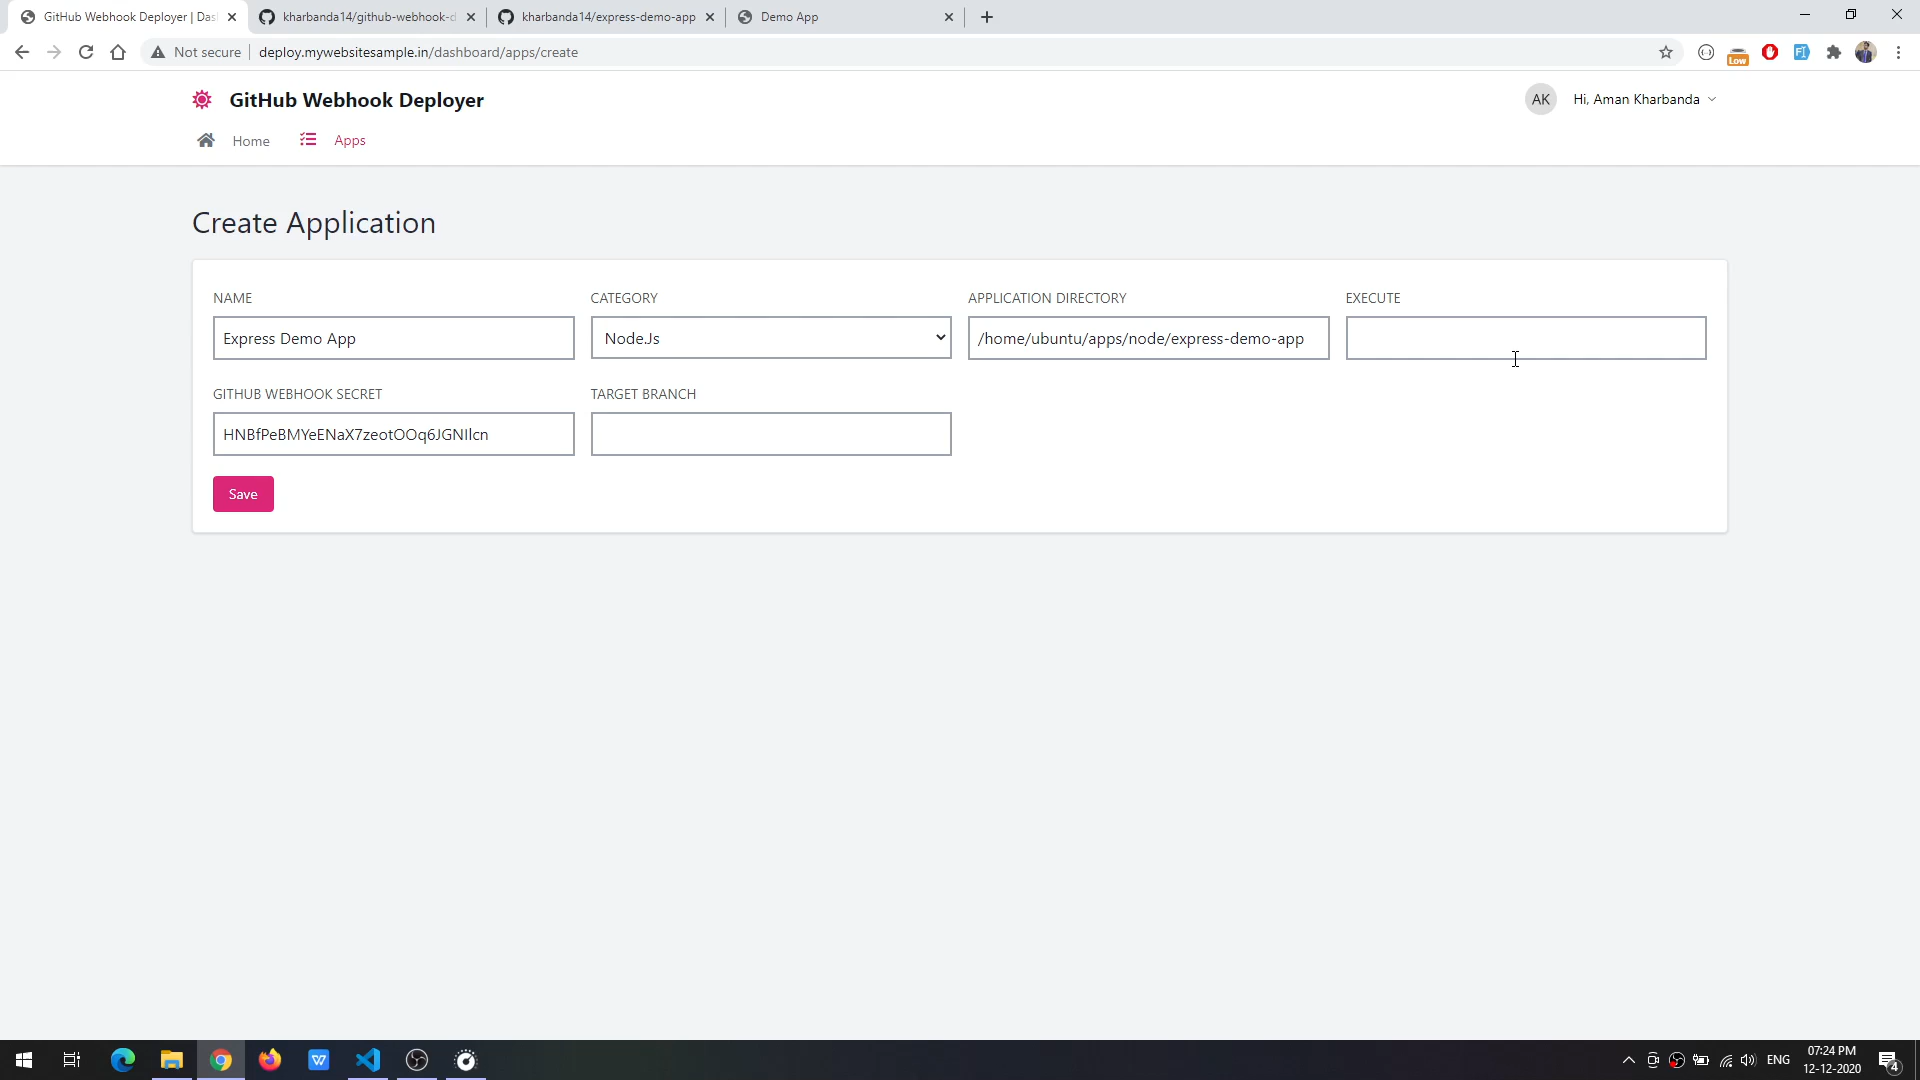 GitHub Webhook Deployer | Das
kharbanda14/github-webhook-d
kharbanda14/express-demo-app
Demo App
Not secure
deploy.mywebsitesample.in/dashboard/apps/create
Low
GitHub Webhook Deployer
AK
Hi, Aman Kharbanda
Home
Apps
Create Application
NAME
CATEGORY
APPLICATION DIRECTORY
EXECUTE
Express Demo App
NodeJs
/home/ubuntu/apps/node/express-demo-app
GITHUB WEBHOOK SECRET
TARGET BRANCH
HNBfPeBMYeENaX7zeotOOq6JGNIlcn
Save
ENG
07:24 PM
12-12-2020
4